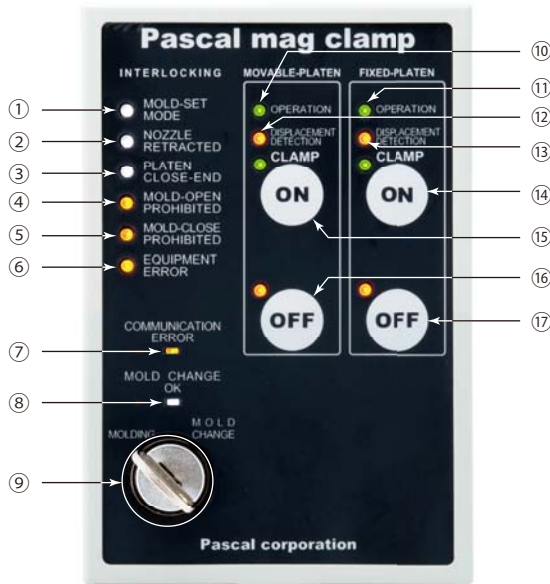 Pascal mag clamp
INTERLOCKING
MOVABLE-PLATEN
FIXED-PLATEN
① MOLD-SET
MODE
② NOZZLE
RETRACTED
③ PLATEN
CLOSE-END
④ MOLD-OPEN
PROHIBITED
⑤ MOLD-CLOSE
PROHIBITED
⑥ EQUIPMENT
ERROR
⑦ COMMUNICATION
ERROR
⑧ MOLD CHANGE
OK
⑨ MOLDING
MOLD
CHANGE
OPERATION
DISPLACEMENT
DETECTION
CLAMP
ON
OFF
OPERATION
DISPLACEMENT
DETECTION
CLAMP
ON
OFF
⑩
⑪
⑫
⑬
⑭
⑮
⑯
⑰
Pascal corporation